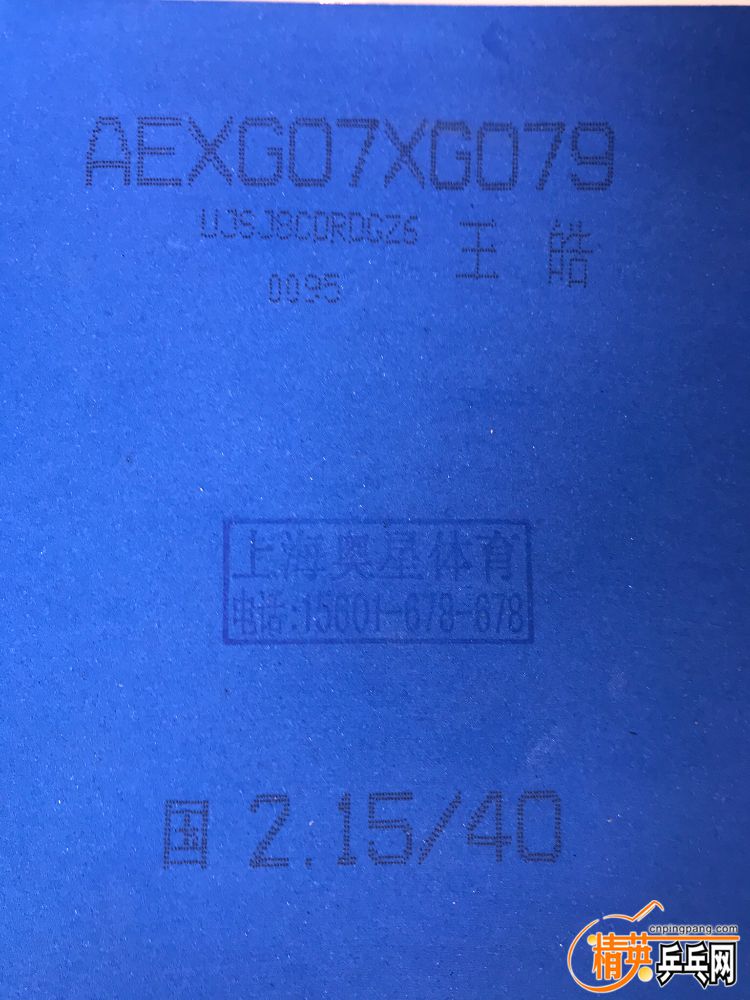 AEXG07XG079
UJSJ8CDRDGZ6 王 皓
0095
上海奥星体育
电话:15601-678-678
国 2.15/40
cnpingpang.com
精英乒乓网